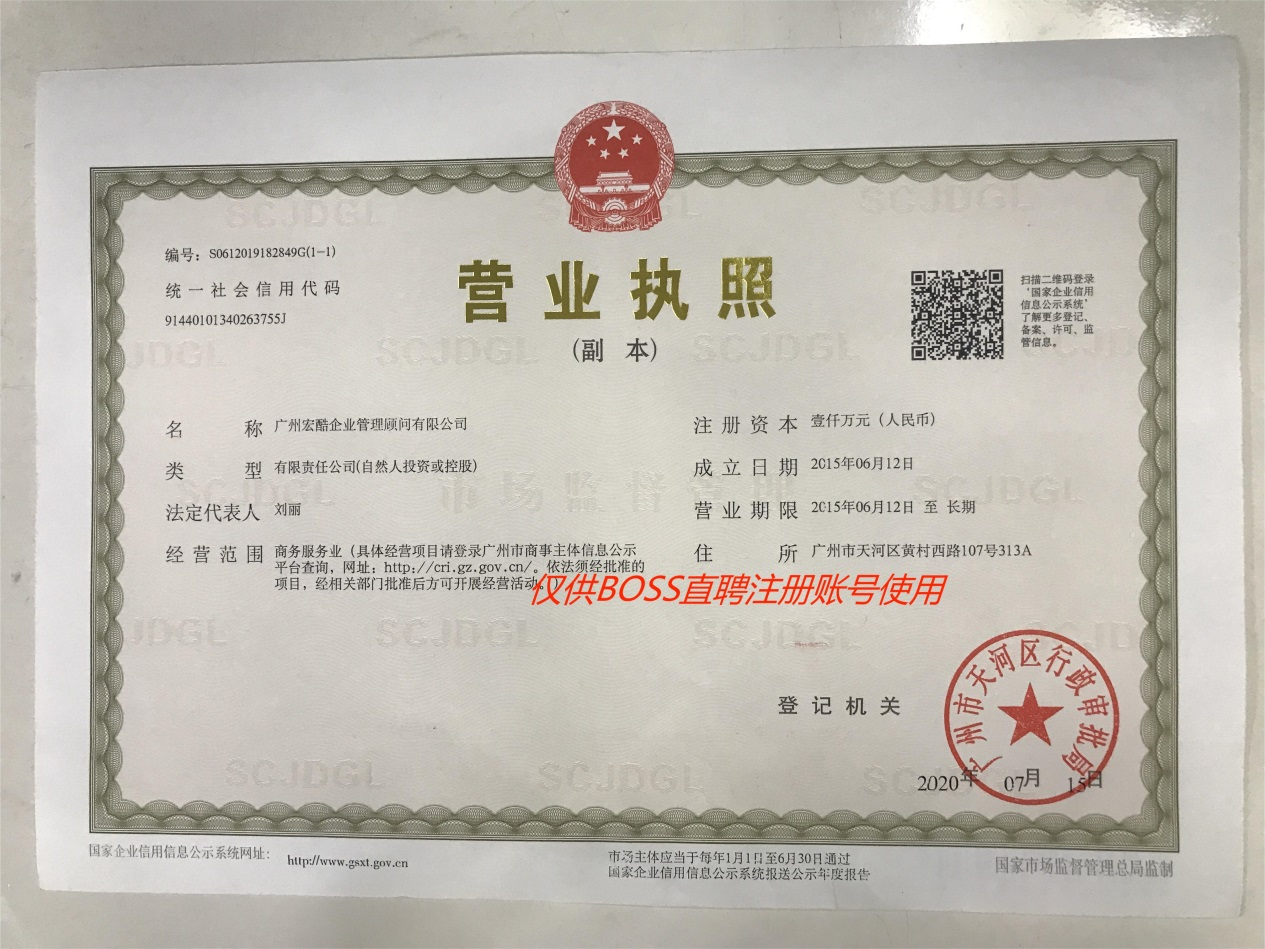 编号：S0612019182849G(1-1)
统一社会信用代码
91440101340263755J
营业执照
（副 本）
扫描二维码登录
‘国家企业信用
信息公示系统’
了解更多登记、
备案、许可、监
管信息。
名 称 广州宏酷企业管理顾问有限公司
类 型 有限责任公司(自然人投资或控股)
法定代表人 刘丽
经营范围 商务服务业（具体经营项目请登录广州市商事主体信息公示
平台查询，网址：http://cri.gz.gov.cn/。依法须经批准的
项目，经相关部门批准后方可开展经营活动。）
注册资本 壹仟万元（人民币）
成立日期 2015年06月12日
营业期限 2015年06月12日 至 长期
住 所 广州市天河区黄村西路107号313A
仅供BOSS直聘注册账号使用
登记机关
广州市天河区行政审批局
2020年 07月 15日
国家企业信用信息公示系统网址：
http://www.gsxt.gov.cn
市场主体应当于每年1月1日至6月30日通过
国家企业信用信息公示系统报送公示年度报告
国家市场监督管理总局监制
SCJDGL
市场监督管理